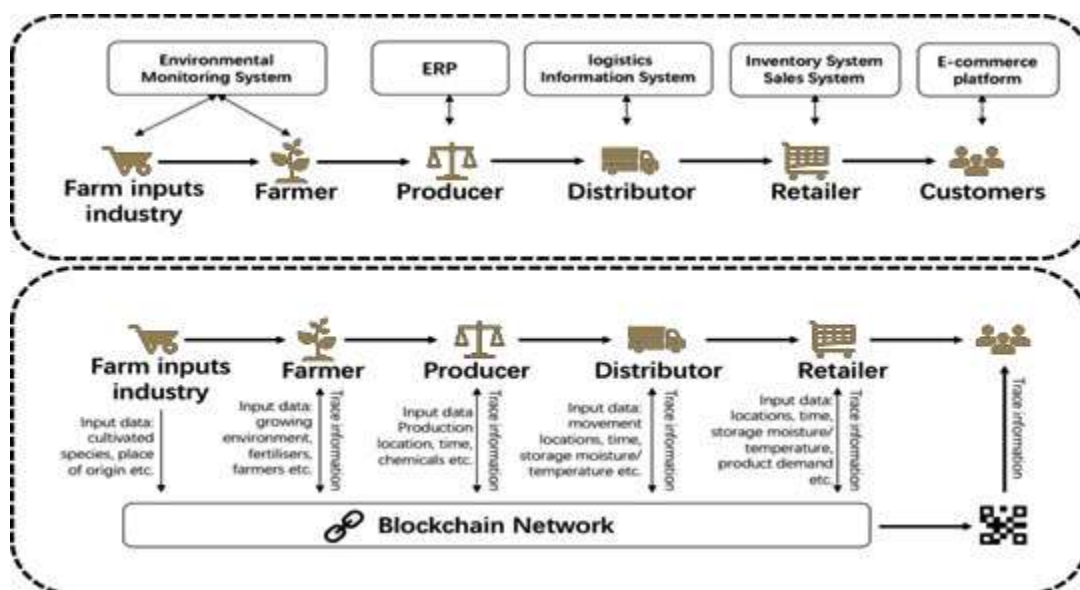 Environmental
Monitoring System
ERP
logistics
Information System
Inventory System
Sales System
E-commerce
platform
Farm inputs
industry
Farmer
Producer
Distributor
Retailer
Customers
Farm inputs
industry
Farmer
Producer
Distributor
Retailer
Input data:
cultivated
species, place
of origin etc.
Input data:
growing
environment,
fertilisers,
farmers etc.
Trace information
Input data
Production
location, time,
chemicals etc.
Trace information
Input data:
movement
locations, time,
storage moisture/
temperature etc.
Trace information
Input data:
locations, time,
storage moisture/
temperature,
product demand
etc.
Trace information
Trace information
Blockchain Network